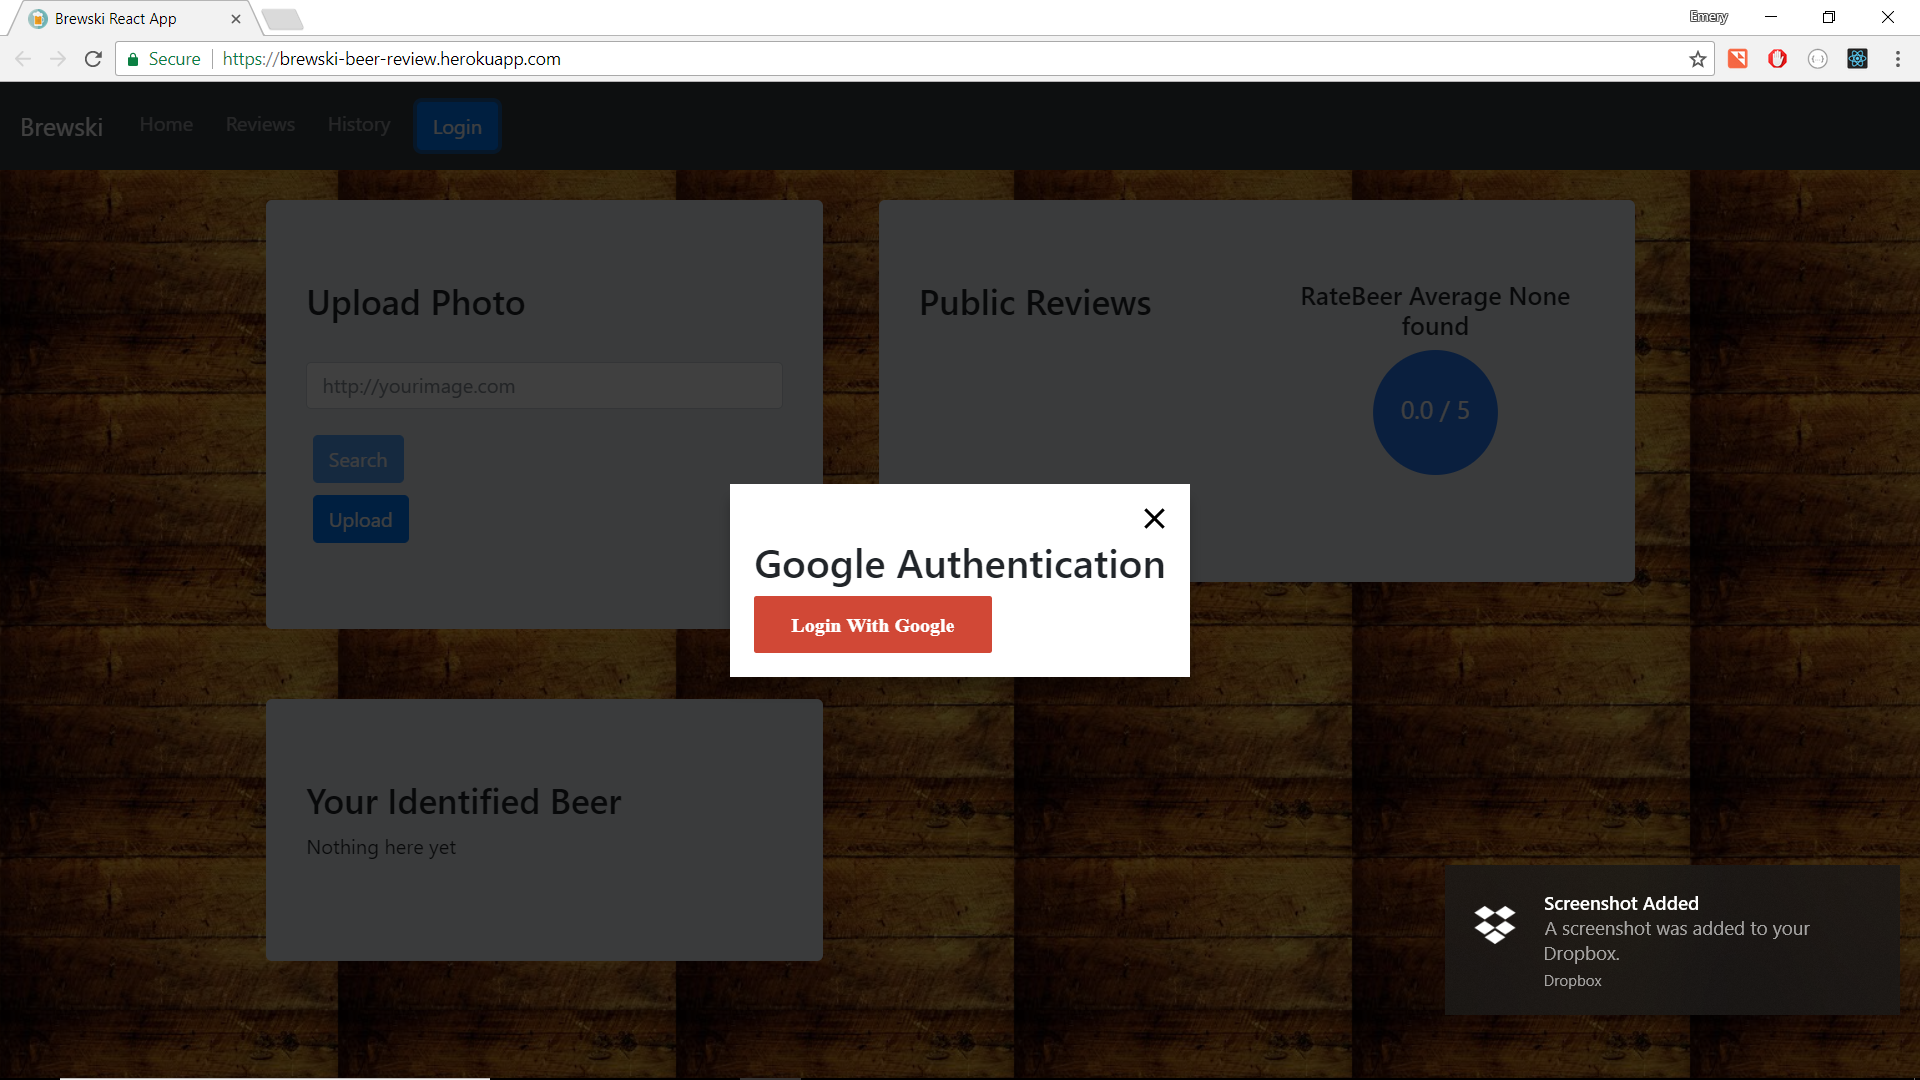 Brewski React App
Emery
Secure
https://brewski-beer-review.herokuapp.com
Brewski
Home
Reviews
History
Login
Upload Photo
http://yourimage.com
Search
Upload
Public Reviews
RateBeer Average None
found
0.0 / 5
Google Authentication
Login With Google
Your Identified Beer
Nothing here yet
Screenshot Added
A screenshot was added to your
Dropbox.
Dropbox